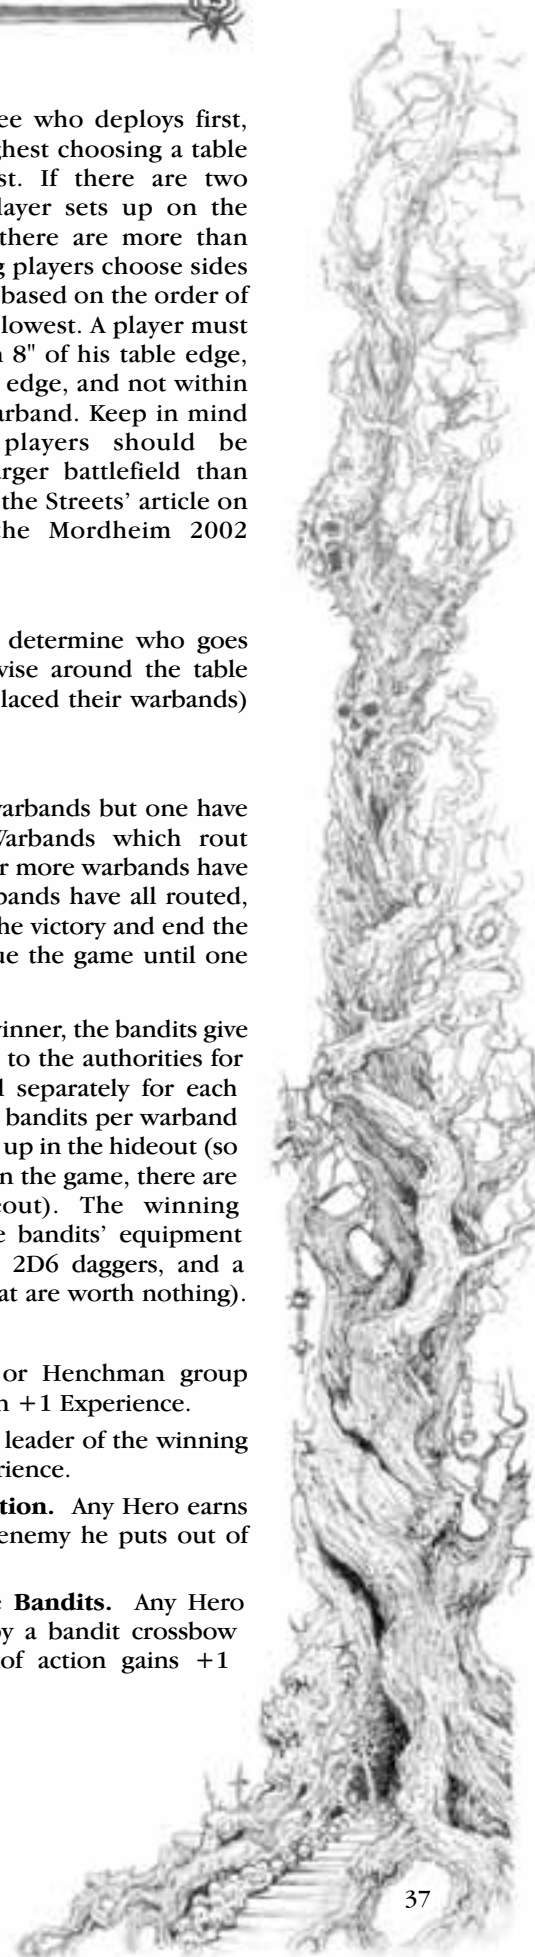 ee who deploys first,
ghest choosing a table
st. If there are two
layer sets up on the
there are more than
g players choose sides
based on the order of
lowest. A player must
n 8" of his table edge,
edge, and not within
arband. Keep in mind
players should be
arger battlefield than
the Streets’ article on
the Mordheim 2002
determine who goes
wise around the table
laced their warbands)
warbands but one have
Warbands which rout
r more warbands have
bands have all routed,
he victory and end the
ue the game until one
winner, the bandits give
to the authorities for
l separately for each
bandits per warband
up in the hideout (so
n the game, there are
eout). The winning
e bandits’ equipment
2D6 daggers, and a
at are worth nothing).
or Henchman group
n +1 Experience.
leader of the winning
rience.
tion. Any Hero earns
enemy he puts out of
e Bandits. Any Hero
by a bandit crossbow
of action gains +1
37